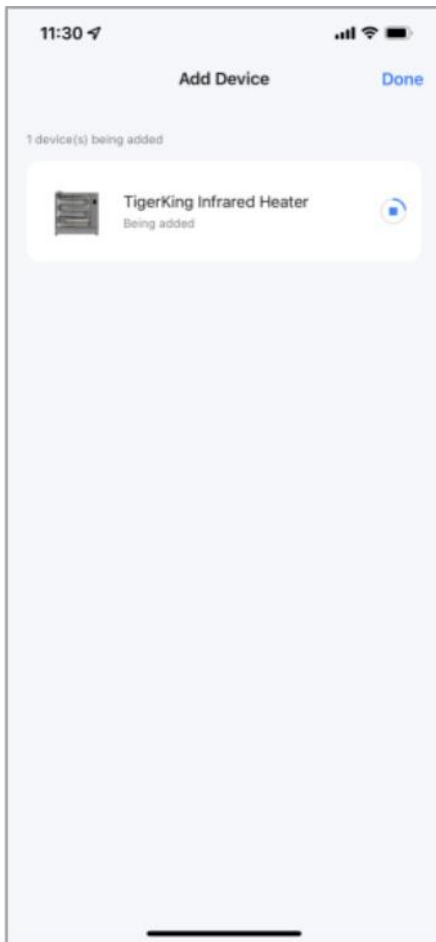 11:30
Add Device
Done
1 device(s) being added
TigerKing Infrared Heater
Being added